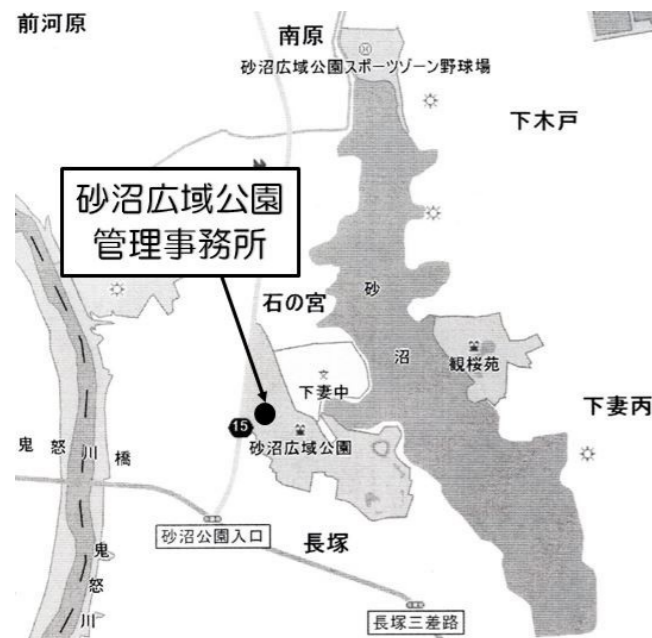 前河原
南原
砂沼広域公園スポーツゾーン野球場
下木戸
砂沼広域公園
管理事務所
石の宮
砂
沼
観桜苑
下妻中
下妻丙
15
砂沼広域公園
鬼怒川橋
砂沼公園入口
長塚
鬼怒川
長塚三差路